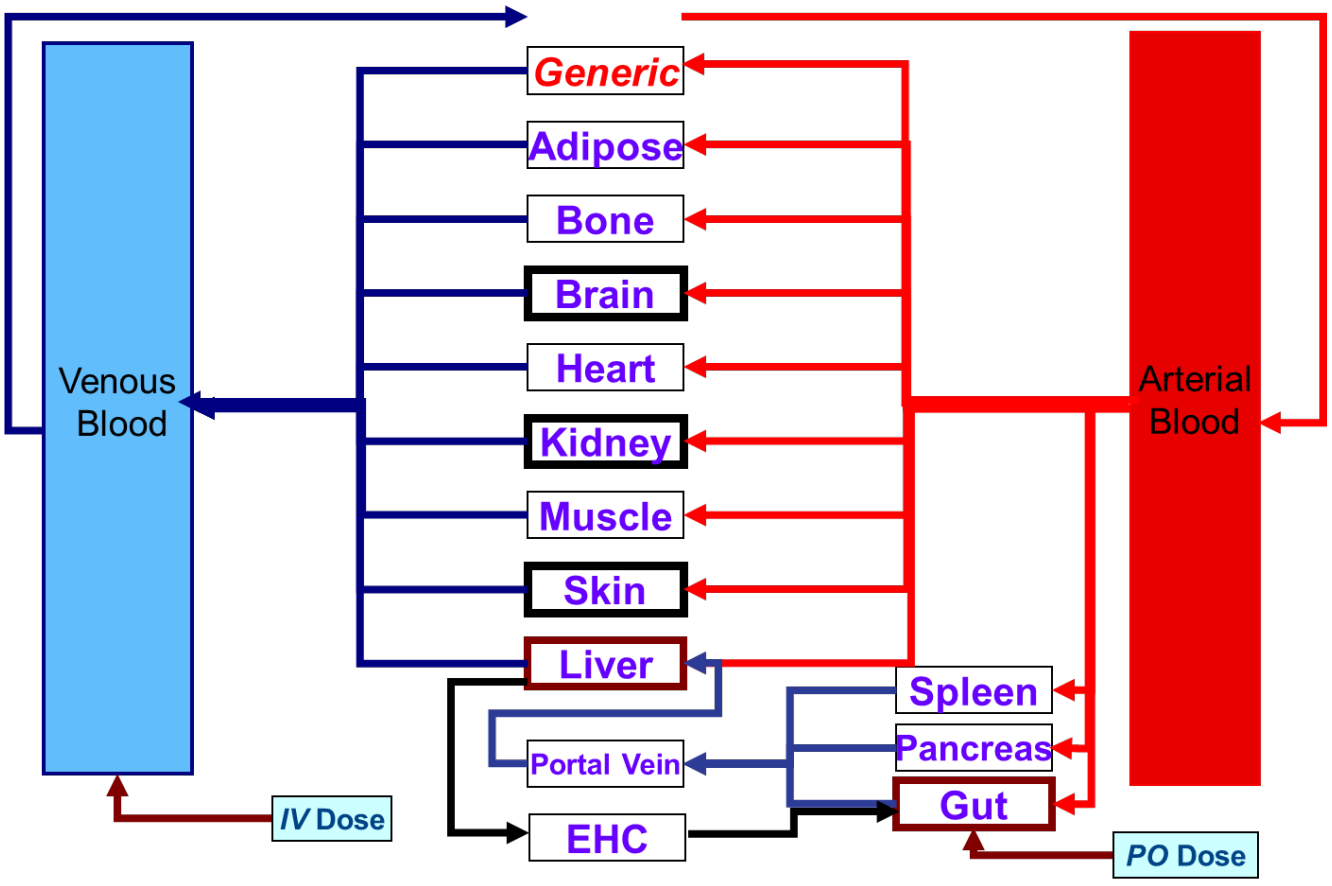 Generic
Adipose
Bone
Brain
Heart
Venous
Blood
Arterial
Blood
Kidney
Muscle
Skin
Liver
Spleen
Pancreas
Portal Vein
Gut
IV Dose
EHC
PO Dose